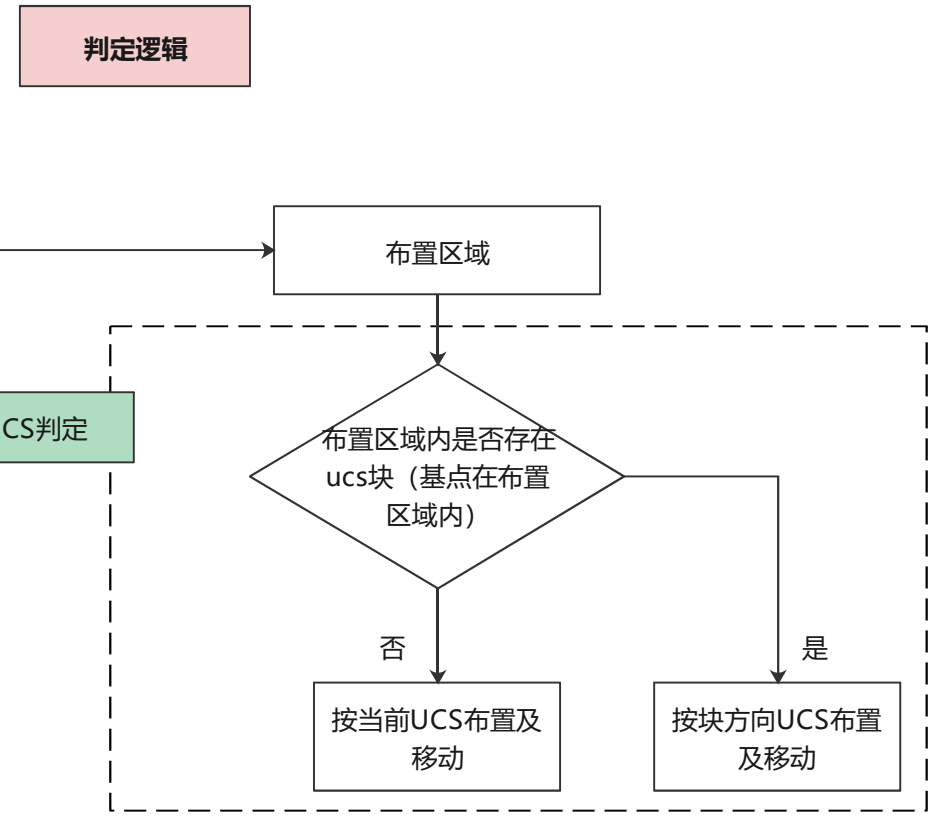 判定逻辑
布置区域
CS判定
布置区域内是否存在
ucs块（基点在布置
区域内）
否
是
按当前UCS布置及
移动
按块方向UCS布置
及移动